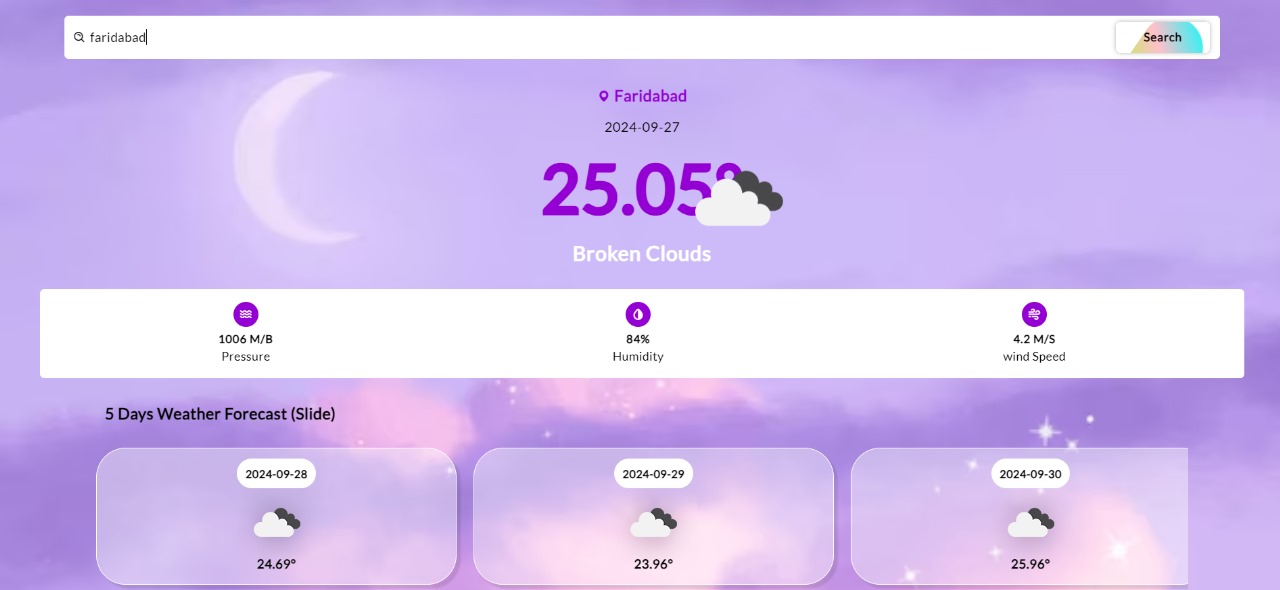 faridabad
Search
Faridabad
2024-09-27
25.05°
Broken Clouds
1006 M/B
Pressure
84%
Humidity
4.2 M/S
wind Speed
5 Days Weather Forecast (Slide)
2024-09-28
24.69°
2024-09-29
23.96°
2024-09-30
25.96°